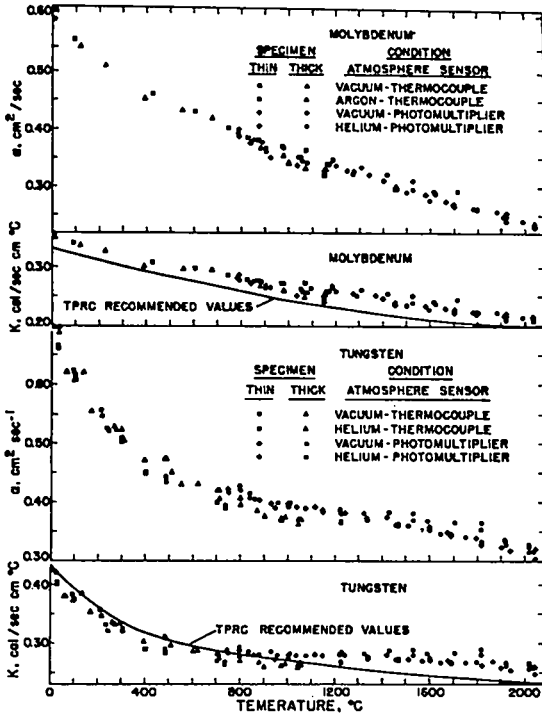 0.60
MOLYBDENUM
SPECIMEN CONDITION
THIN THICK ATMOSPHERE SENSOR
VACUUM-THERMOCOUPLE
ARGON-THERMOCOUPLE
VACUUM-PHOTOMULTIPLIER
HELIUM-PHOTOMULTIPLIER
0.50
0.40
0.30
α, cm²/sec
MOLYBDENUM
0.30
0.20
K, cal/sec cm °C
TPRC RECOMMENDED VALUES
TUNGSTEN
SPECIMEN CONDITION
THIN THICK ATMOSPHERE SENSOR
VACUUM-THERMOCOUPLE
HELIUM-THERMOCOUPLE
VACUUM-PHOTOMULTIPLIER
HELIUM-PHOTOMULTIPLIER
0.40
0.30
α, cm² sec⁻¹
TUNGSTEN
0.40
0.30
K, cal/sec cm °C
TPRC RECOMMENDED VALUES
0 400 800 1200 1600 2000
TEMERATURE, °C